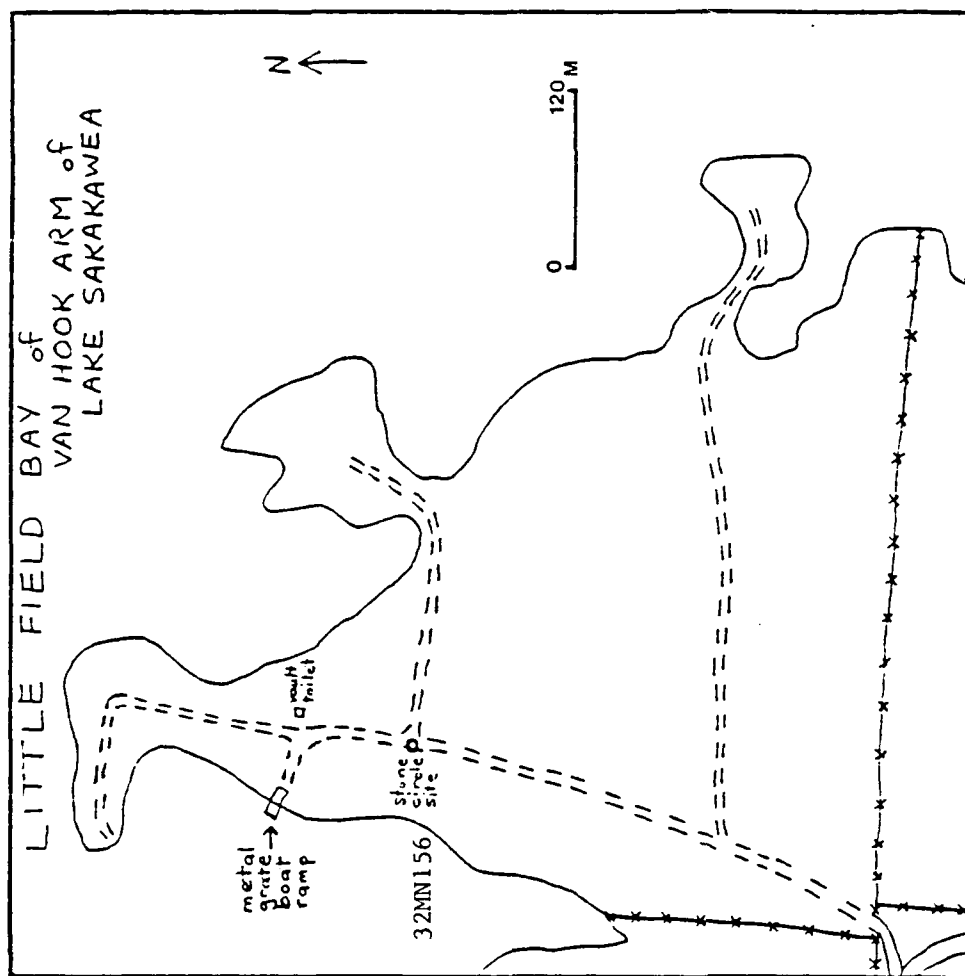 LITTLE FIELD BAY of
VAN HOOK ARM of
LAKE SAKAKAWEA
N
120 M
0
vault
toilet
metal
grate
boat
ramp
stone
circle
site
32MN156